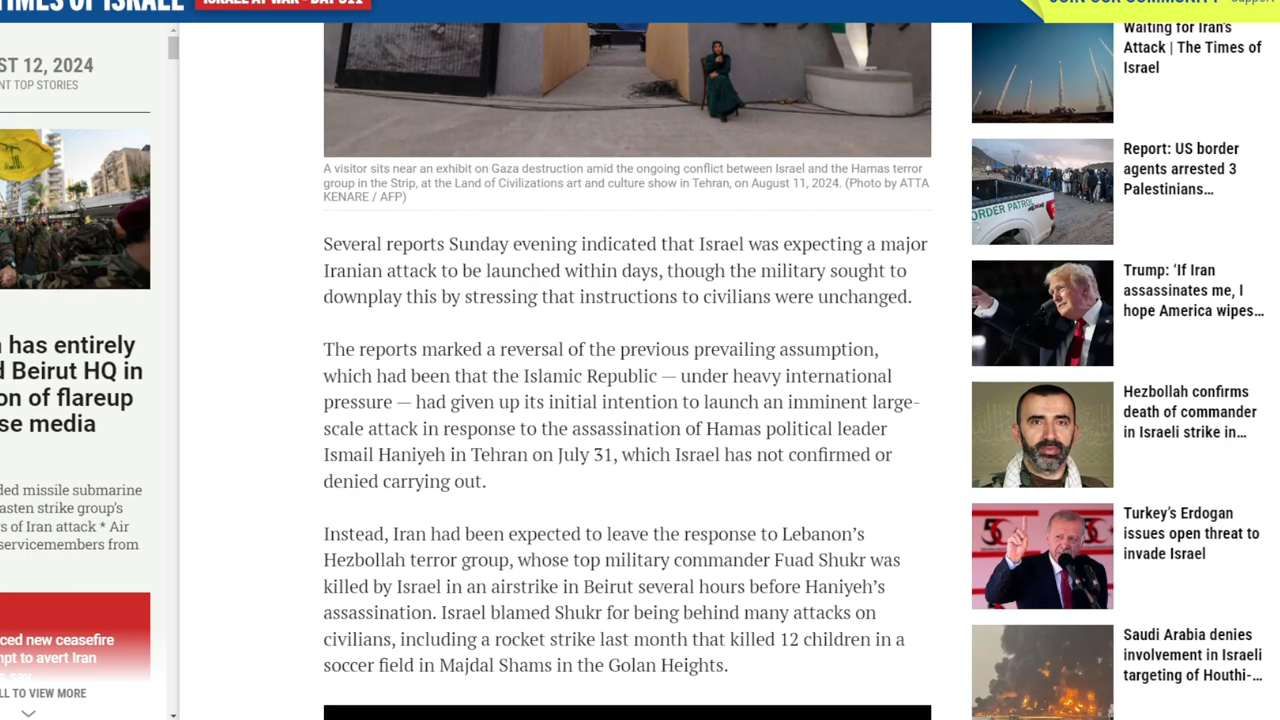 TIMES OF ISRAEL
ISRAEL AT WAR - DAY 311
JOIN OUR COMMUNITY
Support
ST 12, 2024
NT TOP STORIES
has entirely
d Beirut HQ in
on of flareup
se media
ded missile submarine
asten strike group's
s of Iran attack * Air
servicemembers from
ced new ceasefire
mpt to avert Iran
s say
LL TO VIEW MORE
A visitor sits near an exhibit on Gaza destruction amid the ongoing conflict between Israel and the Hamas terror
group in the Strip, at the Land of Civilizations art and culture show in Tehran, on August 11, 2024. (Photo by ATTA
KENARE / AFP)
Several reports Sunday evening indicated that Israel was expecting a major
Iranian attack to be launched within days, though the military sought to
downplay this by stressing that instructions to civilians were unchanged.
The reports marked a reversal of the previous prevailing assumption,
which had been that the Islamic Republic — under heavy international
pressure — had given up its initial intention to launch an imminent large-
scale attack in response to the assassination of Hamas political leader
Ismail Haniyeh in Tehran on July 31, which Israel has not confirmed or
denied carrying out.
Instead, Iran had been expected to leave the response to Lebanon's
Hezbollah terror group, whose top military commander Fuad Shukr was
killed by Israel in an airstrike in Beirut several hours before Haniyeh's
assassination. Israel blamed Shukr for being behind many attacks on
civilians, including a rocket strike last month that killed 12 children in a
soccer field in Majdal Shams in the Golan Heights.
Waiting for Iran's
Attack | The Times of
Israel
Report: US border
agents arrested 3
Palestinians...
BORDER PATROL
Trump: ‘If Iran
assassinates me, I
hope America wipes...
Hezbollah confirms
death of commander
in Israeli strike in...
Turkey's Erdogan
issues open threat to
invade Israel
Saudi Arabia denies
involvement in Israeli
targeting of Houthi-...